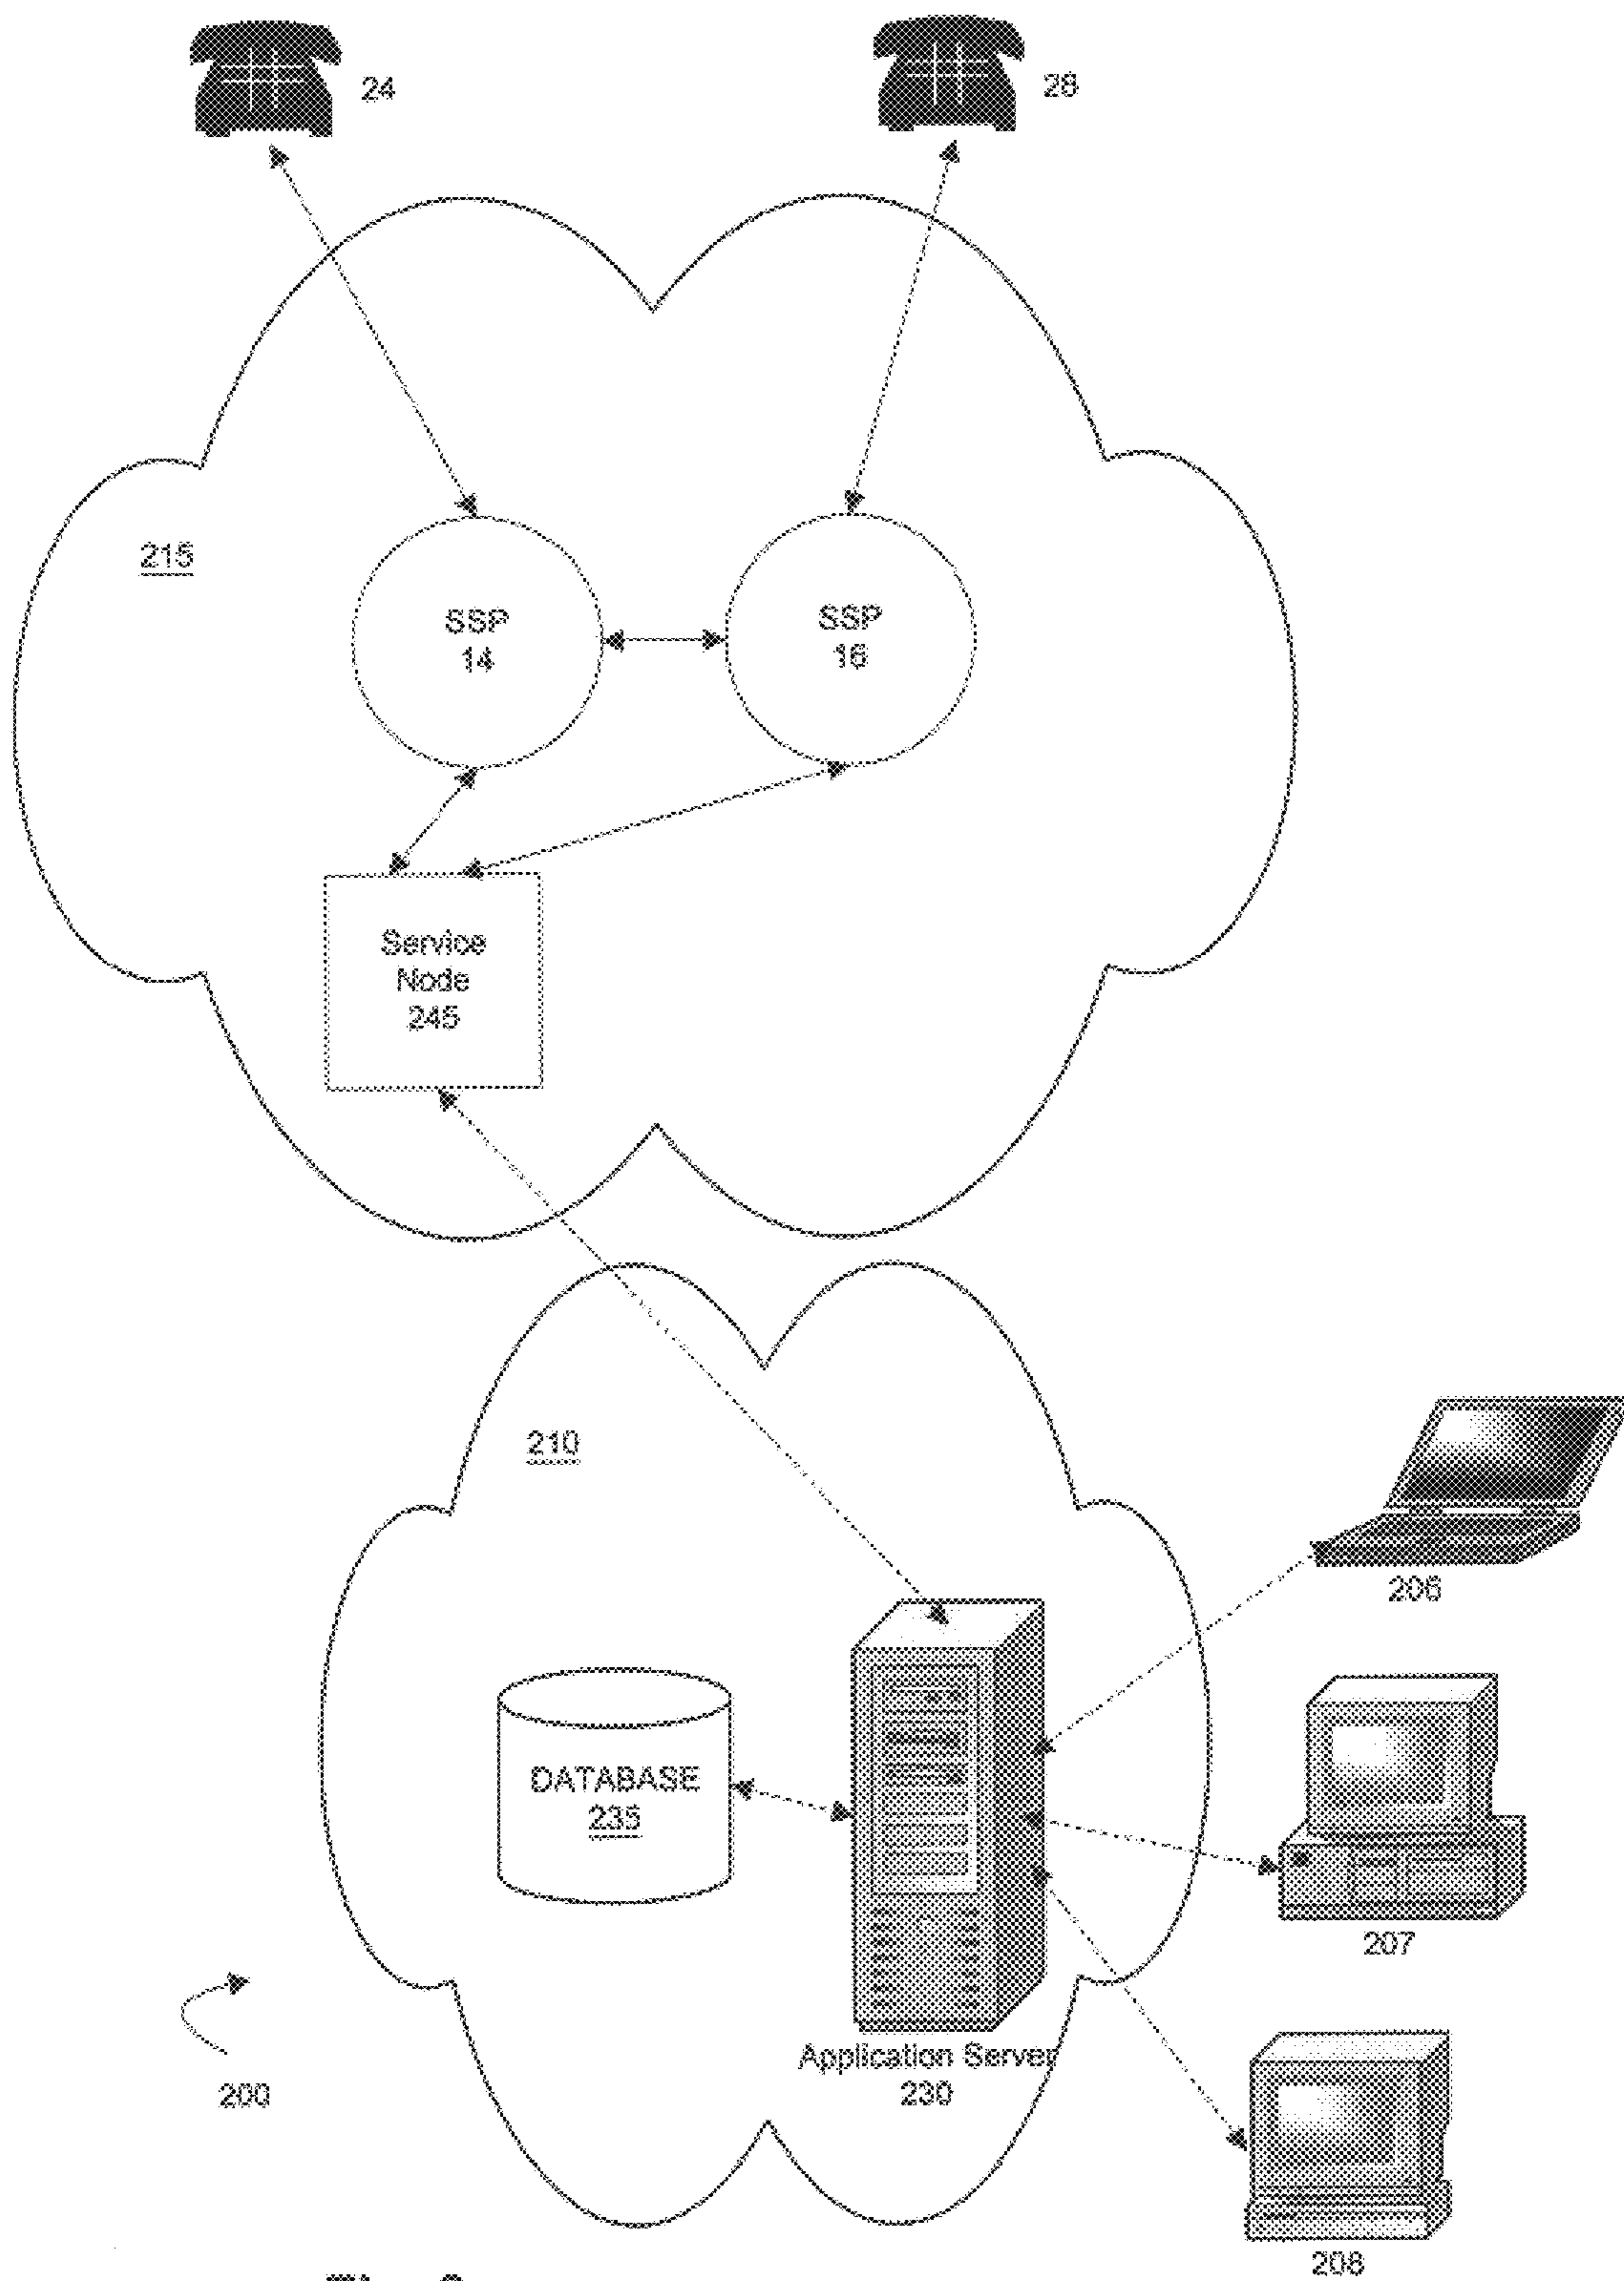 24
28
215
SSP
14
SSP
16
Service
Node
245
210
206
DATABASE
235
207
Application Server
230
200
208